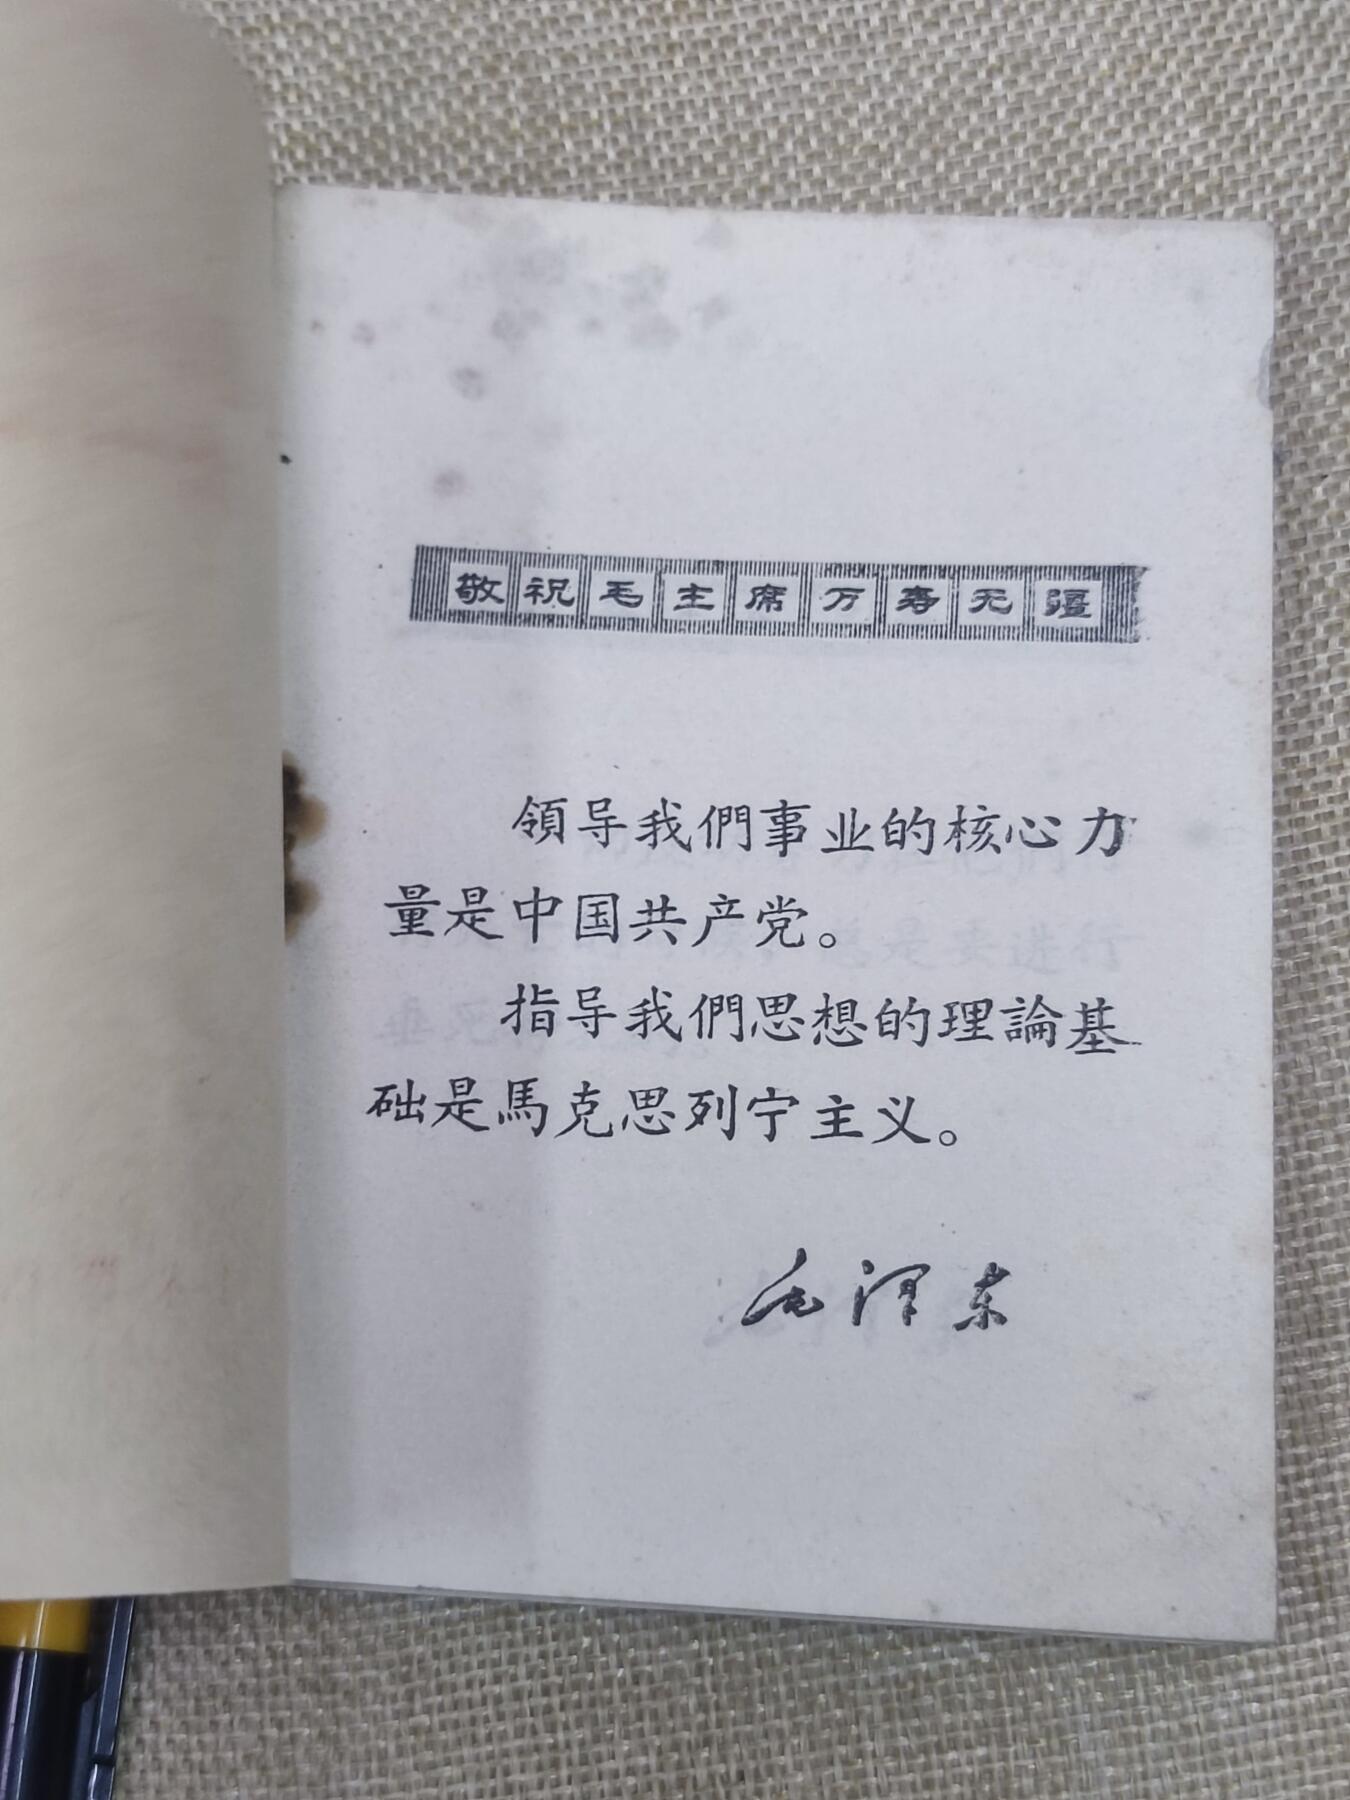 敬祝毛主席万寿无疆
領导我們事业的核心力
量是中国共产党。
指导我們思想的理論基
础是馬克思列宁主义。
毛泽东